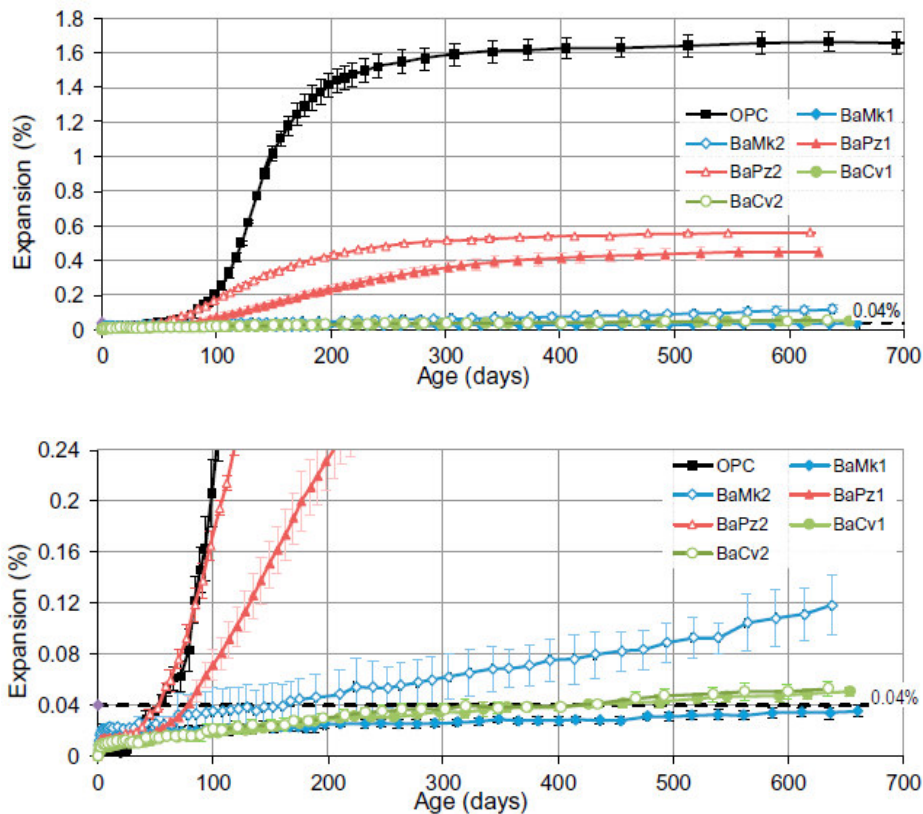 1.8
1.6
1.4
1.2
1
0.8
0.6
0.4
0.2
0
Expansion (%)
OPC BaMk1
BaMk2 BaPz1
BaPz2 BaCv1
BaCv2
0.04%
0 100 200 300 400 500 600 700
Age (days)
0.24
0.2
0.16
0.12
0.08
0.04
0
Expansion (%)
OPC BaMk1
BaMk2 BaPz1
BaPz2 BaCv1
BaCv2
0.04%
0 100 200 300 400 500 600 700
Age (days)